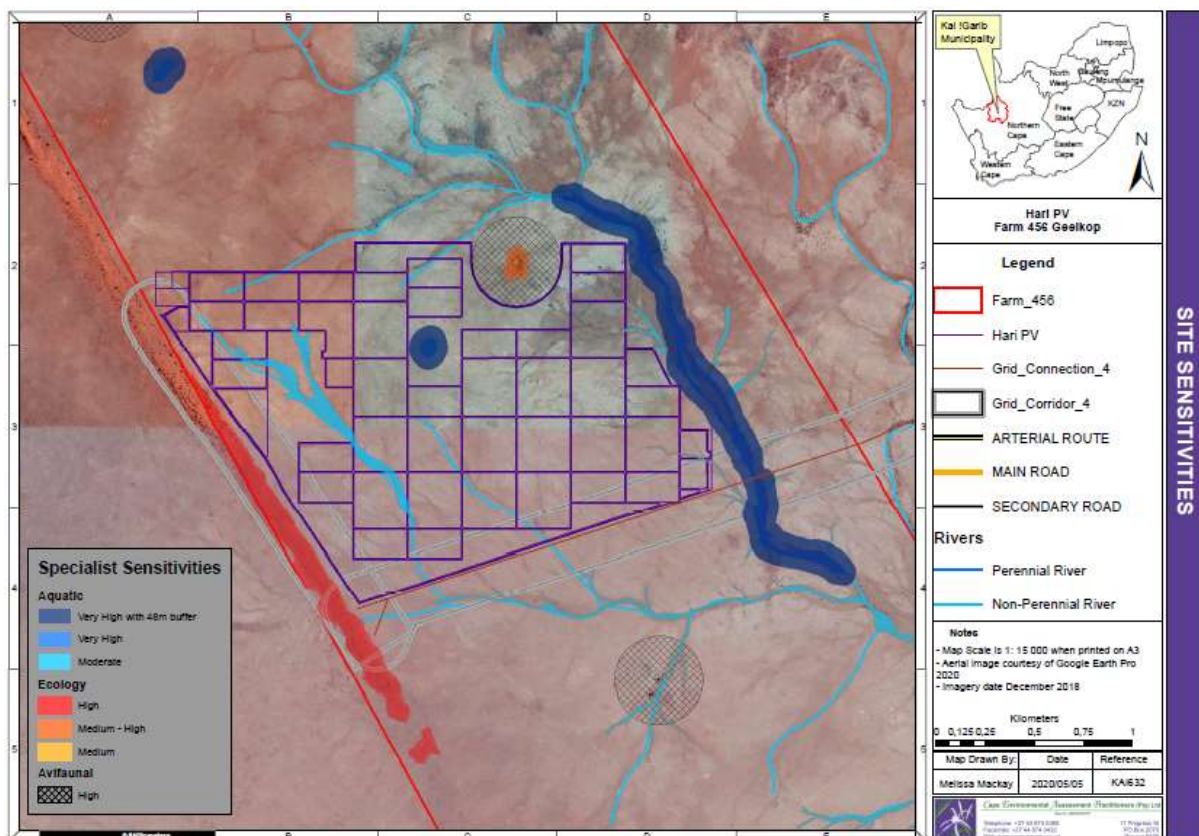 A B C D E
1
2
3
4
5
Specialist Sensitivities
Aquatic
Very High with 48m buffer
Very High
Moderate
Ecology
High
Medium - High
Medium
Avifaunal
High
A B C D E
1
2
3
4
5
Kai !Garib
Municipality
Limpopo
North
West
Gauteng
Mpumalanga
Free
State
KZN
Northern
Cape
Eastern
Cape
Western
Cape
N
Hari PV
Farm 456 Geelkop
Legend
Farm_456
Hari PV
Grid_Connection_4
Grid_Corridor_4
ARTERIAL ROUTE
MAIN ROAD
SECONDARY ROAD
Rivers
Perennial River
Non-Perennial River
Notes
- Map Scale is 1: 15 000 when printed on A3
- Aerial image courtesy of Google Earth Pro
2020
- Imagery date December 2018
Kilometers
0 0,125 0,25 0,5 0,75 1
Map Drawn By: Date Reference
Melissa Mackay 2020/05/05 KAI632
Cape Environmental Assessment Practitioners (Pty) Ltd
SITE SENSITIVITIES